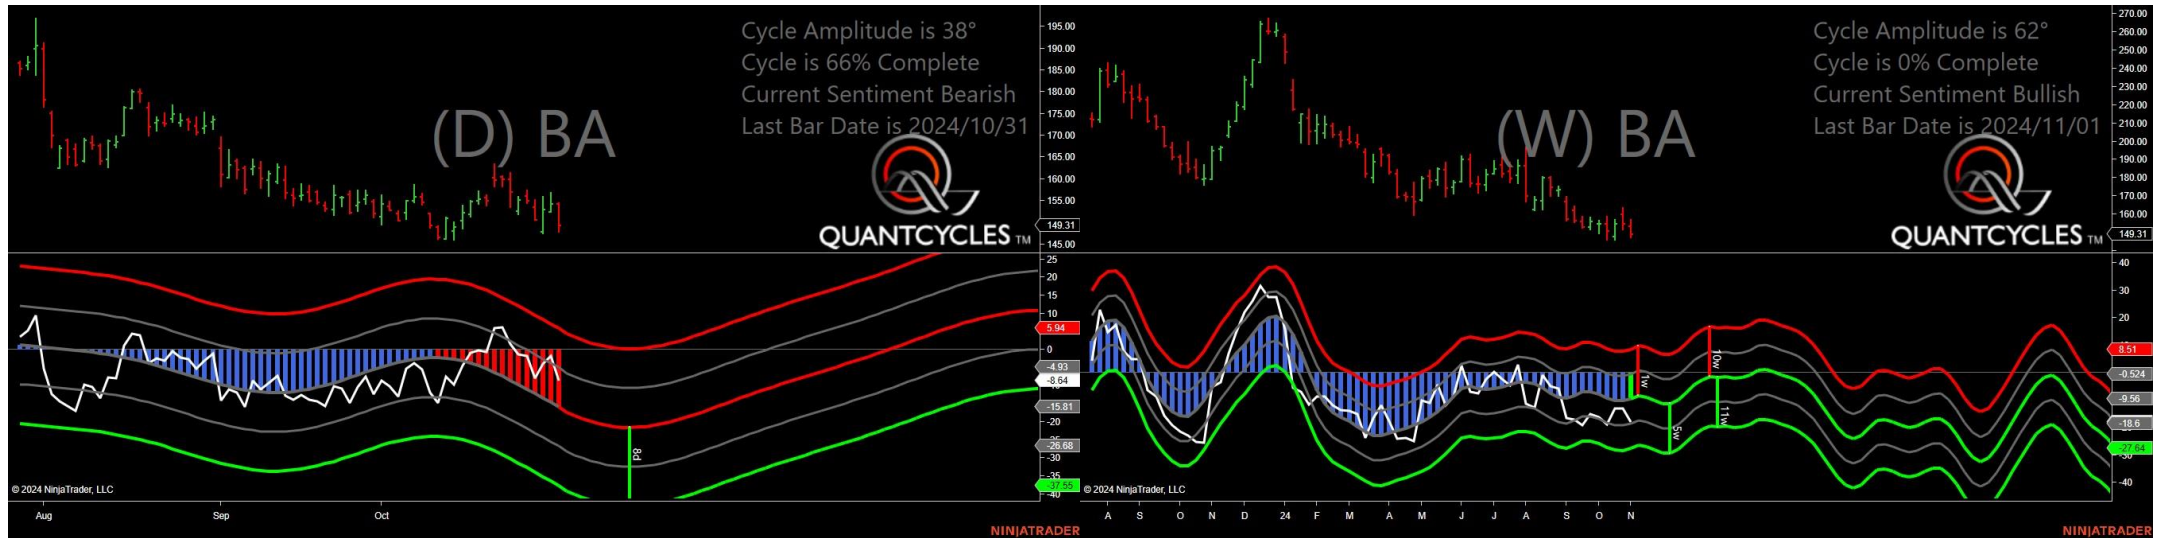 Cycle Amplitude is 38°
Cycle is 66% Complete
Current Sentiment Bearish
Last Bar Date is 2024/10/31
(D) BA
QUANTCYCLES TM
195.00
190.00
185.00
180.00
175.00
170.00
165.00
160.00
155.00
149.31
145.00
25
20
15
10
5.94
0
-4.93
-8.64
-15.81
-20
-26.68
-30
-35
-37.55
-40
8d
© 2024 NinjaTrader, LLC
Aug Sep Oct
NINJATRADER
Cycle Amplitude is 62°
Cycle is 0% Complete
Current Sentiment Bullish
Last Bar Date is 2024/11/01
(W) BA
QUANTCYCLES TM
270.00
260.00
250.00
240.00
230.00
220.00
210.00
200.00
190.00
180.00
170.00
160.00
149.31
40
30
20
8.51
-0.524
-9.56
-18.6
-27.64
-30
-40
1w
5w
10w
11w
© 2024 NinjaTrader, LLC
A S O N D 24 F M A M J J A S O N
NINJATRADER